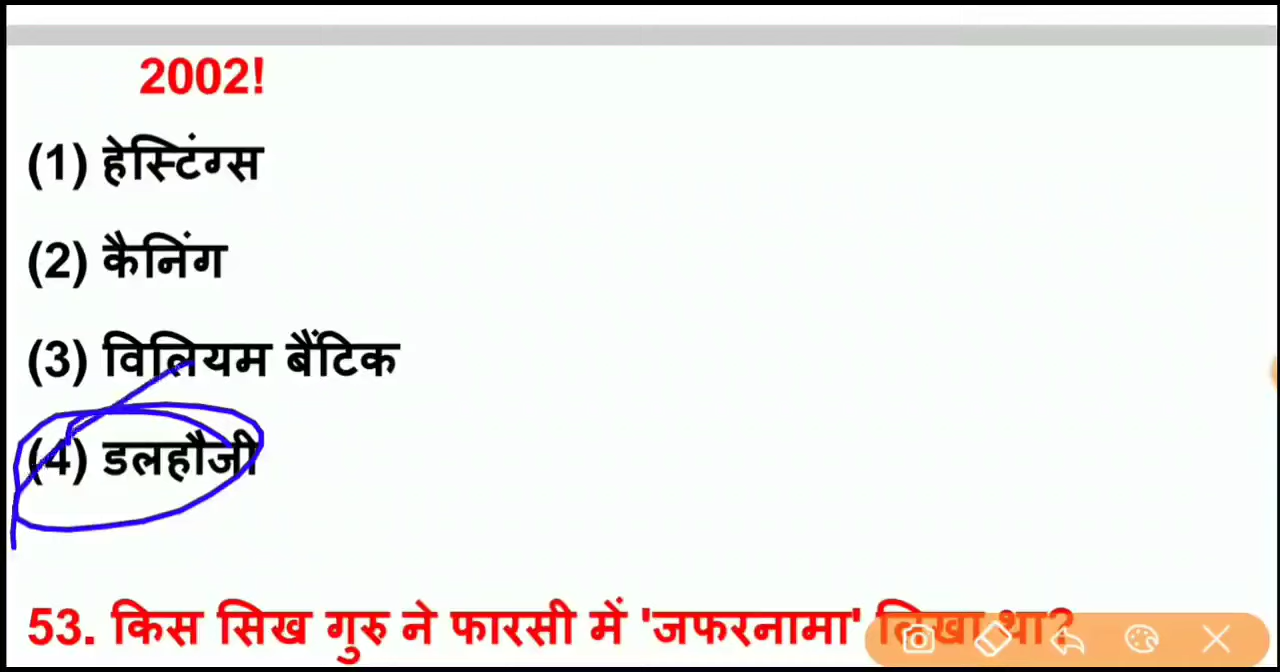 2002!
(1) हेस्टिंग्स
(2) कैनिंग
(3) विलियम बैंटिक
(4) डलहौजी
53. किस सिख गुरु ने फारसी में 'जफरनामा' लिखा था?